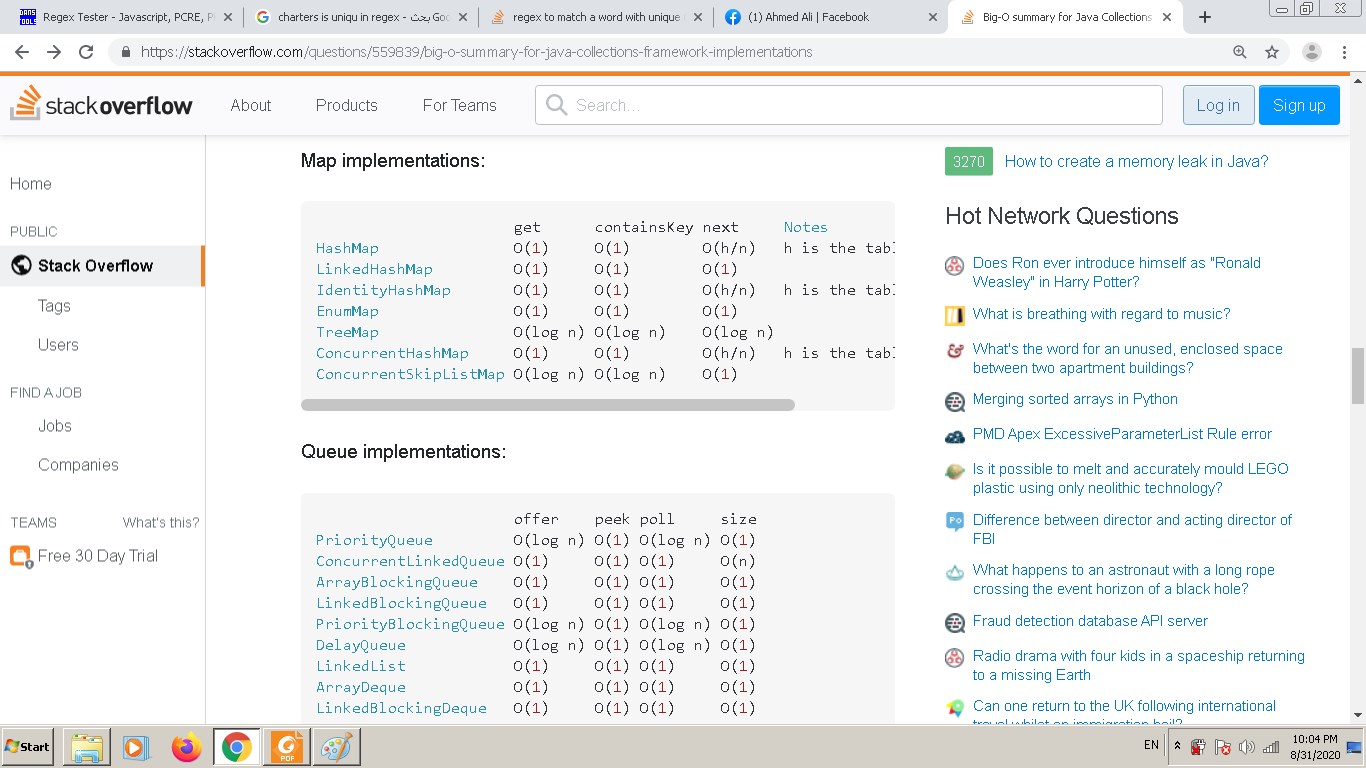 Regex Tester - Javascript, PCRE, P
charters is uniqu in regex - بحث Goo
regex to match a word with unique
(1) Ahmed Ali | Facebook
Big-O summary for Java Collections
https://stackoverflow.com/questions/559839/big-o-summary-for-java-collections-framework-implementations
stackoverflow About Products For Teams Search... Log in Sign up
Home
PUBLIC
Stack Overflow
Tags
Users
FIND A JOB
Jobs
Companies
TEAMS What's this?
Free 30 Day Trial
Map implementations:
get containsKey next Notes
HashMap O(1) O(1) O(h/n) h is the tabl
LinkedHashMap O(1) O(1) O(1)
IdentityHashMap O(1) O(1) O(h/n) h is the tabl
EnumMap O(1) O(1) O(1)
TreeMap O(log n) O(log n) O(log n)
ConcurrentHashMap O(1) O(1) O(h/n) h is the tabl
ConcurrentSkipListMap O(log n) O(log n) O(1)
Queue implementations:
offer peek poll size
PriorityQueue O(log n) O(1) O(log n) O(1)
ConcurrentLinkedQueue O(1) O(1) O(1) O(n)
ArrayBlockingQueue O(1) O(1) O(1) O(1)
LinkedBlockingQueue O(1) O(1) O(1) O(1)
PriorityBlockingQueue O(log n) O(1) O(log n) O(1)
DelayQueue O(log n) O(1) O(log n) O(1)
LinkedList O(1) O(1) O(1) O(1)
ArrayDeque O(1) O(1) O(1) O(1)
LinkedBlockingDeque O(1) O(1) O(1) O(1)
3270 How to create a memory leak in Java?
Hot Network Questions
Does Ron ever introduce himself as "Ronald
Weasley" in Harry Potter?
What is breathing with regard to music?
What's the word for an unused, enclosed space
between two apartment buildings?
Merging sorted arrays in Python
PMD Apex ExcessiveParameterList Rule error
Is it possible to melt and accurately mould LEGO
plastic using only neolithic technology?
Difference between director and acting director of
FBI
What happens to an astronaut with a long rope
crossing the event horizon of a black hole?
Fraud detection database API server
Radio drama with four kids in a spaceship returning
to a missing Earth
Can one return to the UK following international
travel whilst on immigration bail?
Start
PDF
EN
10:04 PM
8/31/2020